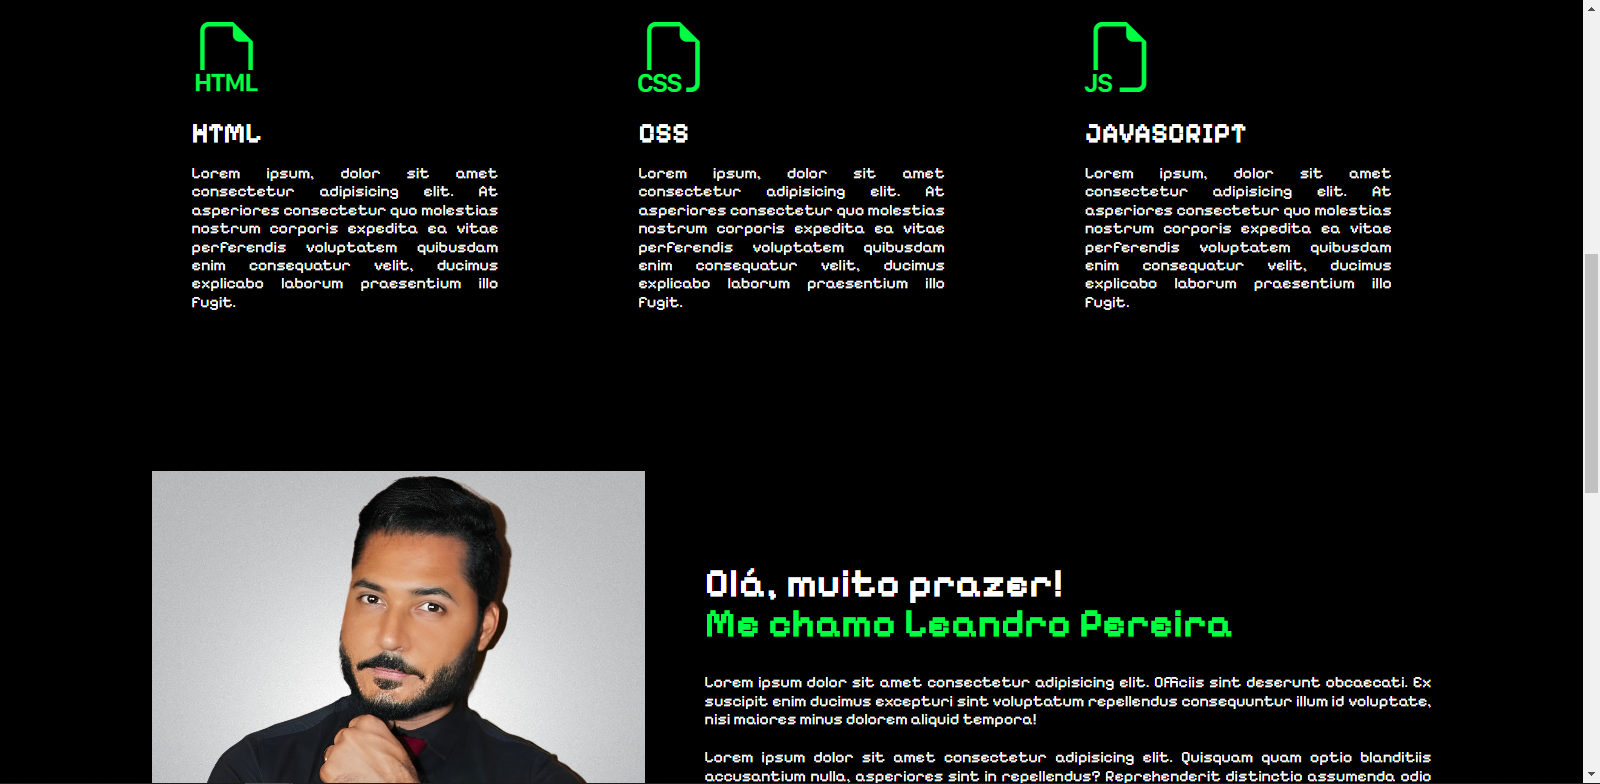 HTML
CSS
JS
HTML
CSS
JAVASCRIPT
Lorem ipsum, dolor sit amet
consectetur adipisicing elit. At
asperiores consectetur quo molestias
nostrum corporis expedita ea vitae
perferendis voluptatem quibusdam
enim consequatur velit, ducimus
explicabo laborum praesentium illo
fugit.
Lorem ipsum, dolor sit amet
consectetur adipisicing elit. At
asperiores consectetur quo molestias
nostrum corporis expedita ea vitae
perferendis voluptatem quibusdam
enim consequatur velit, ducimus
explicabo laborum praesentium illo
fugit.
Lorem ipsum, dolor sit amet
consectetur adipisicing elit. At
asperiores consectetur quo molestias
nostrum corporis expedita ea vitae
perferendis voluptatem quibusdam
enim consequatur velit, ducimus
explicabo laborum praesentium illo
fugit.
Olá, muito prazer!
Me chamo Leandro Pereira
Lorem ipsum dolor sit amet consectetur adipisicing elit. Officiis sint deserunt obcaecati. Ex
suscipit enim ducimus excepturi sint voluptatum repellendus consequuntur illum id voluptate,
nisi maiores minus dolorem aliquid tempora!
Lorem ipsum dolor sit amet consectetur adipisicing elit. Quisquam quam optio blanditiis
accusantium nulla, asperiores sint in repellendus? Reprehenderit distinctio assumenda odio